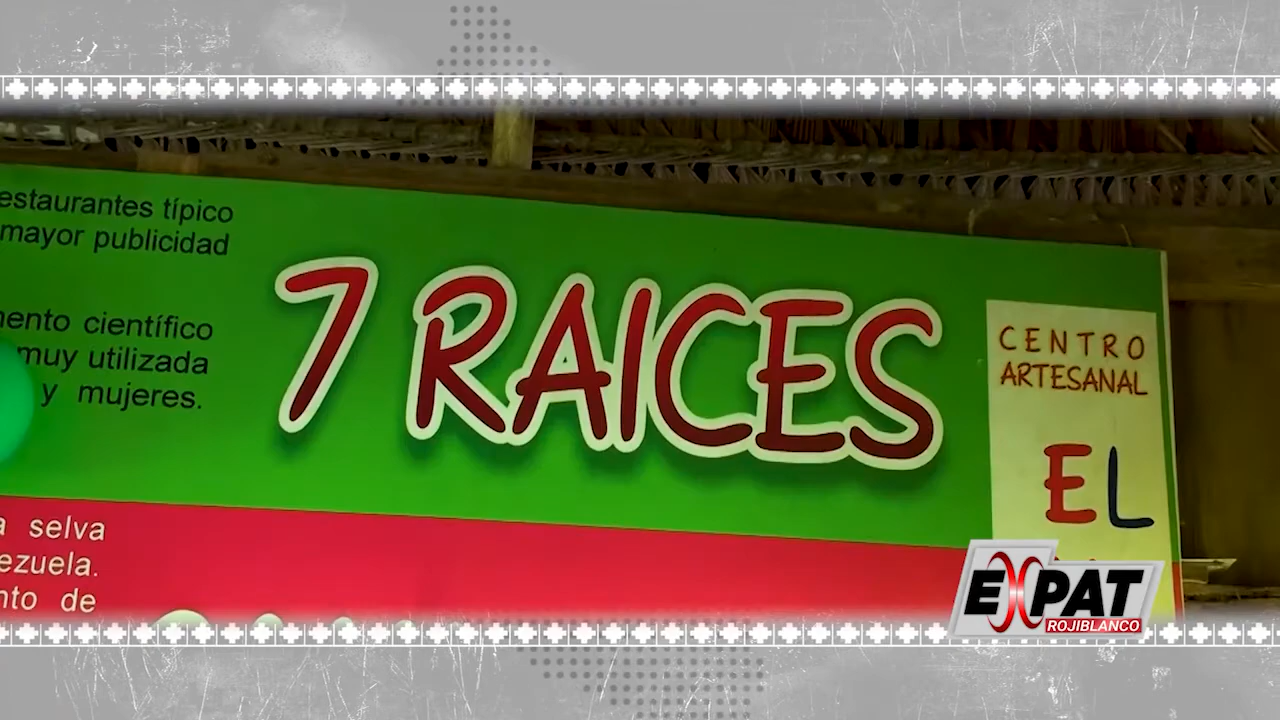 estaurantes típico
mayor publicidad
7 RAICES
ento científico
muy utilizada
y mujeres.
CENTRO
ARTESANAL
EL
a selva
ezuela.
nto de
EXPAT
ROJIBLANCO